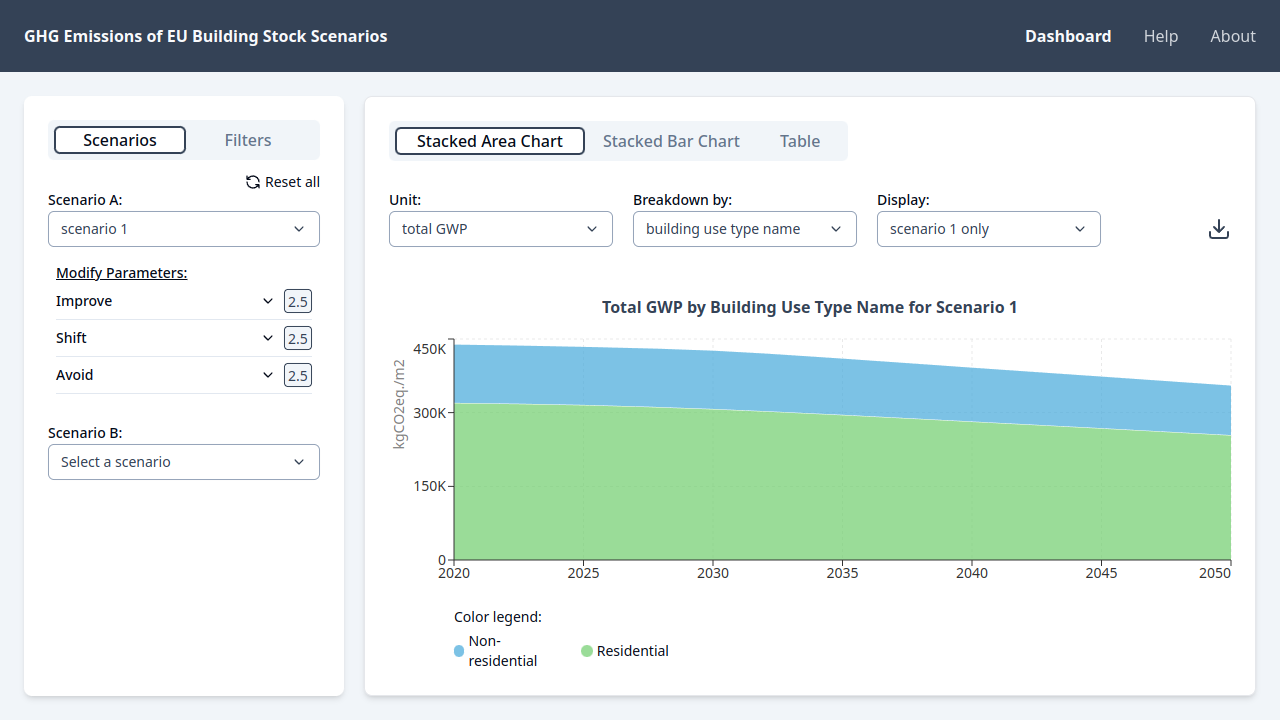 GHG Emissions of EU Building Stock Scenarios
Dashboard
Help
About
Scenarios
Filters
Reset all
Scenario A:
scenario 1
Modify Parameters:
Improve
2.5
Shift
2.5
Avoid
2.5
Scenario B:
Select a scenario
Stacked Area Chart
Stacked Bar Chart
Table
Unit:
Breakdown by:
Display:
total GWP
building use type name
scenario 1 only
Total GWP by Building Use Type Name for Scenario 1
kgCO2eq./m2
450K
300K
150K
0
2020
2025
2030
2035
2040
2045
2050
Color legend:
Non-
residential
Residential